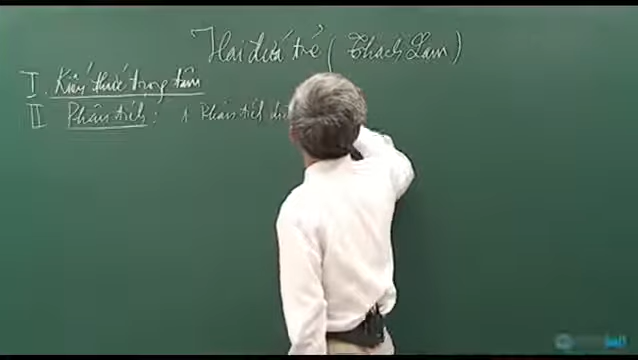 Hai đứa trẻ ( Thạch Lam )
I. Kiến thức trọng tâm
II Phân tích : 1 Phân tích